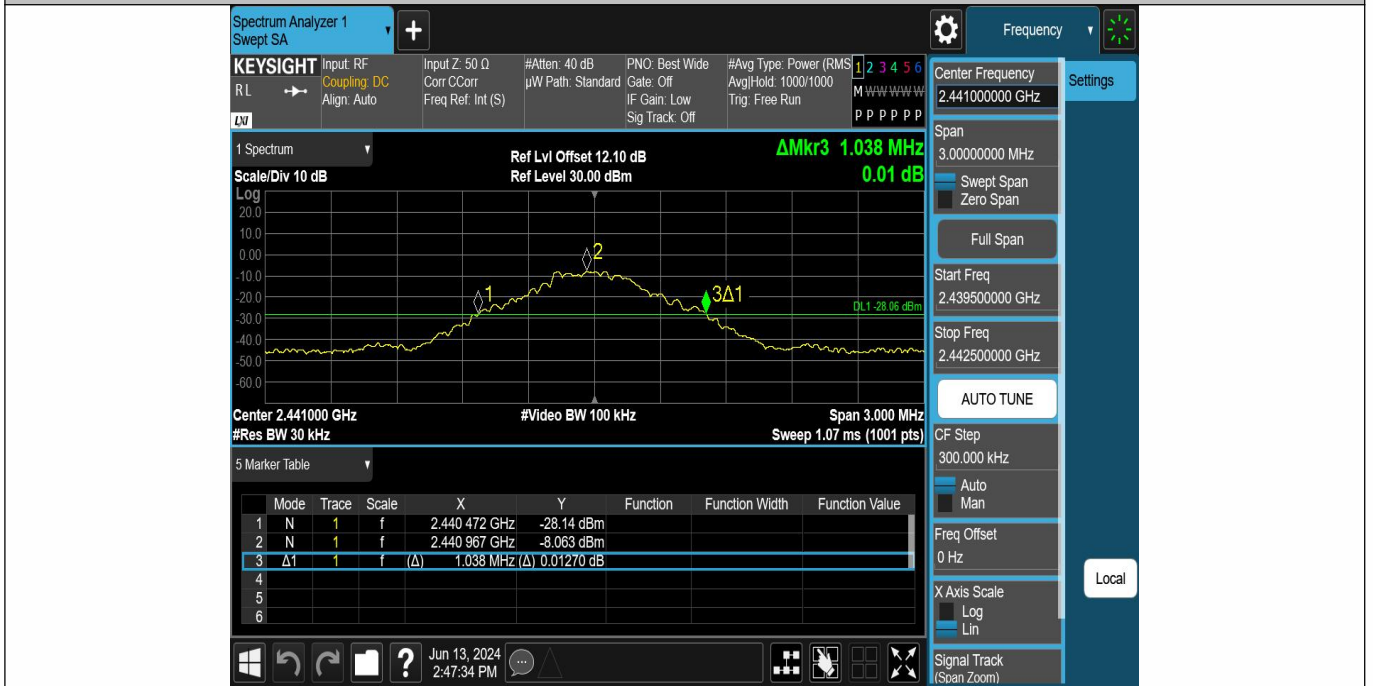 Spectrum Analyzer 1
Swept SA
+
Frequency
KEYSIGHT
RL
LXI
Input: RF
Coupling: DC
Align: Auto
Input Z: 50 Ω
Corr CCorr
Freq Ref: Int (S)
#Atten: 40 dB
µW Path: Standard
PNO: Best Wide
Gate: Off
IF Gain: Low
Sig Track: Off
#Avg Type: Power (RMS
Avg|Hold: 1000/1000
Trig: Free Run
1 2 3 4 5 6
M W W W W W
P P P P P P
Center Frequency
2.441000000 GHz
Settings
1 Spectrum
Scale/Div 10 dB
Ref Lvl Offset 12.10 dB
Ref Level 30.00 dBm
ΔMkr3 1.038 MHz
0.01 dB
Log
20.0
10.0
0.00
-10.0
-20.0
-30.0
-40.0
-50.0
-60.0
1
2
3Δ1
DL1 -28.06 dBm
Center 2.441000 GHz
#Res BW 30 kHz
#Video BW 100 kHz
Span 3.000 MHz
Sweep 1.07 ms (1001 pts)
Span
3.00000000 MHz
Swept Span
Zero Span
Full Span
Start Freq
2.439500000 GHz
Stop Freq
2.442500000 GHz
AUTO TUNE
CF Step
300.000 kHz
Auto
Man
Freq Offset
0 Hz
X Axis Scale
Log
Lin
Signal Track
(Span Zoom)
Local
5 Marker Table
Mode Trace Scale X Y Function Function Width Function Value
1 N 1 f 2.440 472 GHz -28.14 dBm
2 N 1 f 2.440 967 GHz -8.063 dBm
3 Δ1 1 f (Δ) 1.038 MHz (Δ) 0.01270 dB
4
5
6
?
Jun 13, 2024
2:47:34 PM